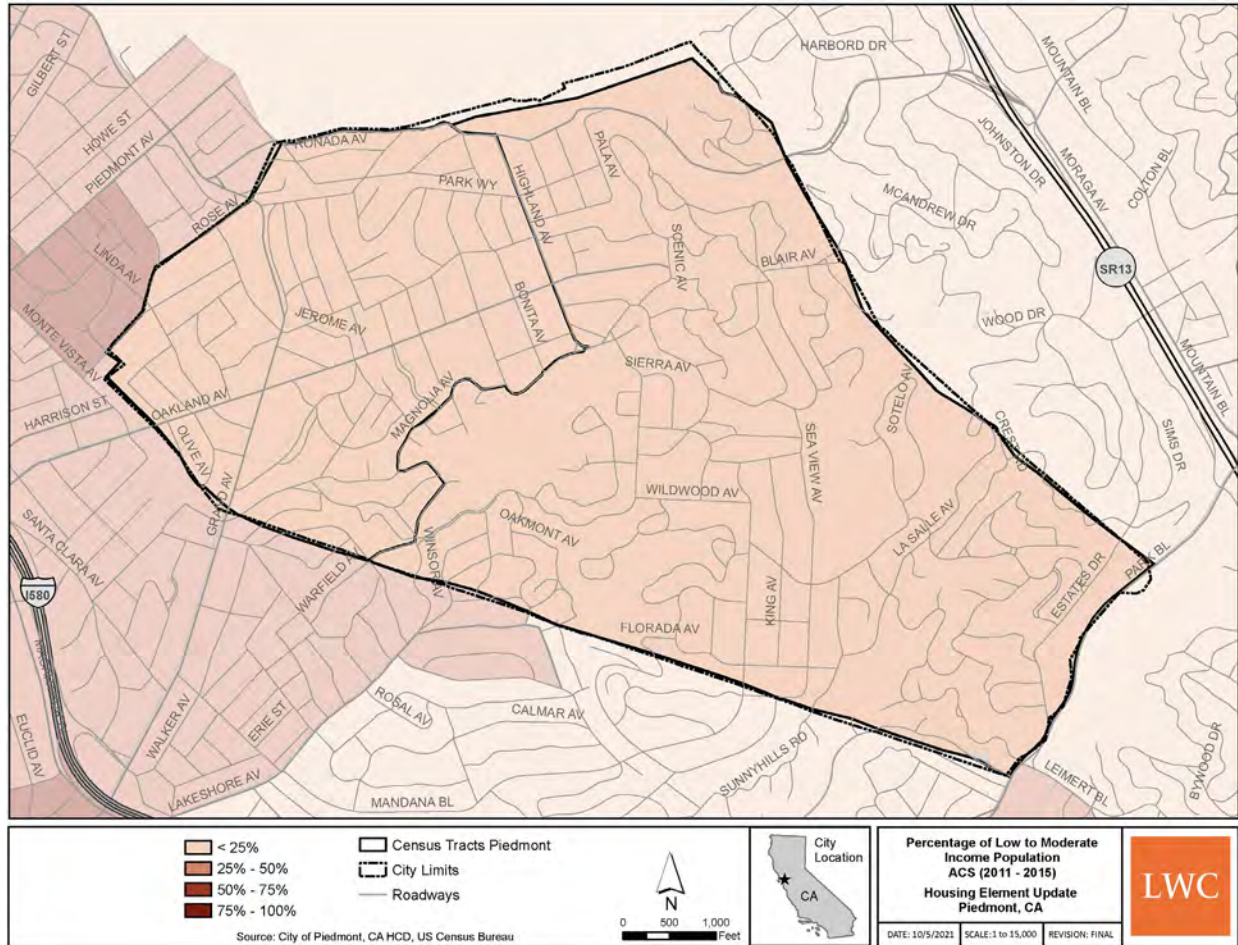 GILBERT ST
HOWE ST
PIEDMONT AV
HARBORD DR
MOUNTAIN BL
JOHNSTON DR
MORAGA AV
COLTON BL
RONADA AV
PALA AV
HIGHLAND AV
PARK WY
MCANDREW DR
ROSE AV
LINDA AV
SCENIC AV
BLAIR AV
SR13
BONITA AV
JEROME AV
WOOD DR
MONTE VISTA AV
SIERRA AV
MOUNTAIN BL
OAKLAND AV
HARRISON ST
MAGNOLIA AV
SOTELO AV
CREST RD
SIMS DR
OLIVE AV
SEA VIEW AV
GRAND AV
WILDWOOD AV
OAKMONT AV
LA SALLE AV
SANTA CLARA AV
WINSOR AV
WARFIELD AV
PARK BL
ESTATES DR
I580
KING AV
FLORADA AV
ROSAL AV
CALMAR AV
WALKER AV
ERIE ST
EUCLID AV
SUNNYHILLS RD
BYWOOD DR
LAKESHORE AV
MANDANA BL
LEIMERT BL
< 25%
25% - 50%
50% - 75%
75% - 100%
Census Tracts Piedmont
City Limits
Roadways
Source: City of Piedmont, CA HCD, US Census Bureau
N
0 500 1,000
Feet
City
Location
CA
Percentage of Low to Moderate
Income Population
ACS (2011 - 2015)
Housing Element Update
Piedmont, CA
DATE: 10/5/2021 SCALE:1 to 15,000 REVISION: FINAL
LWC